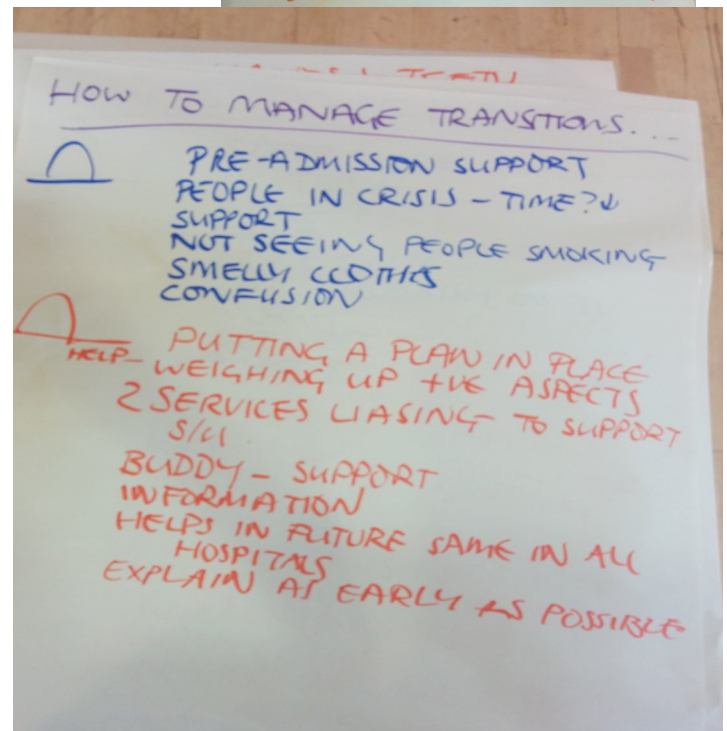 HOW TO MANAGE TRANSITIONS...
PRE-ADMISSION SUPPORT
PEOPLE IN CRISIS - TIME?↓
SUPPORT
NOT SEEING PEOPLE SMOKING
SMELLY CLOTHES
CONFUSION
PUTTING A PLAN IN PLACE
HELP- WEIGHING UP +VE ASPECTS
2 SERVICES LIASING TO SUPPORT
S/U
BUDDY - SUPPORT
INFORMATION
HELPS IN FUTURE SAME IN ALL
HOSPITALS
EXPLAIN AS EARLY AS POSSIBLE